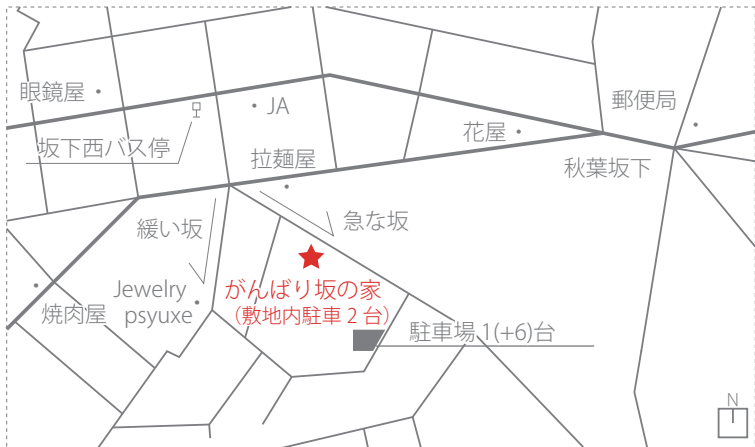 眼鏡屋
JA
郵便局
坂下西バス停
花屋
拉麺屋
秋葉坂下
緩い坂
急な坂
Jewelry
psyuxe
がんばり坂の家
（敷地内駐車 2 台）
焼肉屋
駐車場 1(+6)台
N